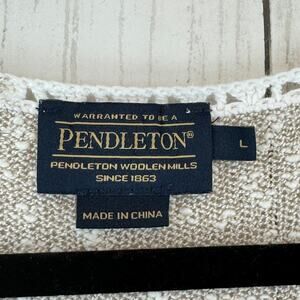 WARRANTED TO BE A
PENDLETON®
PENDLETON WOOLEN MILLS
SINCE 1863
L
MADE IN CHINA